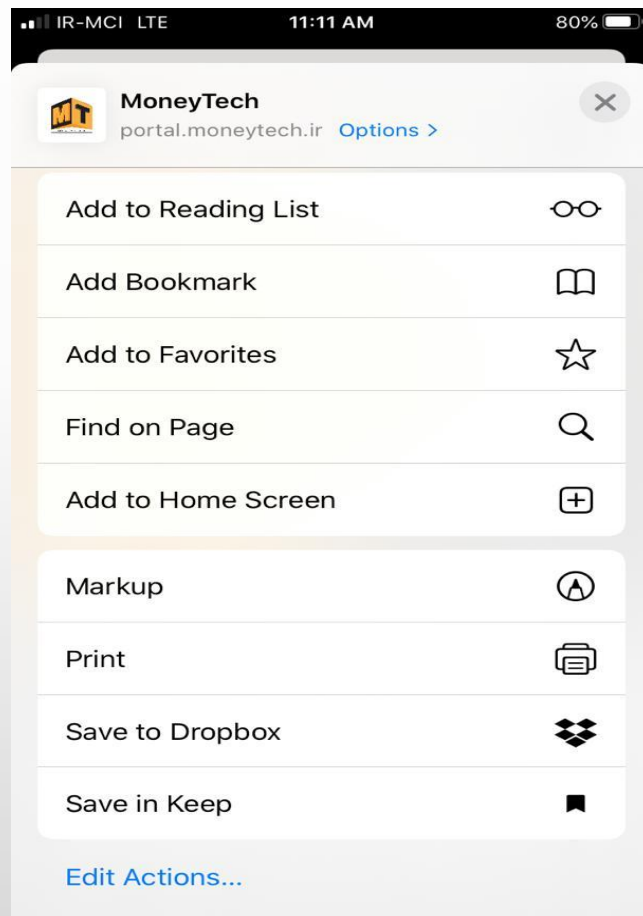 IR-MCI LTE 11:11 AM 80%
MT
MoneyTech
portal.moneytech.ir Options >
Add to Reading List
Add Bookmark
Add to Favorites
Find on Page
Add to Home Screen
Markup
Print
Save to Dropbox
Save in Keep
Edit Actions...